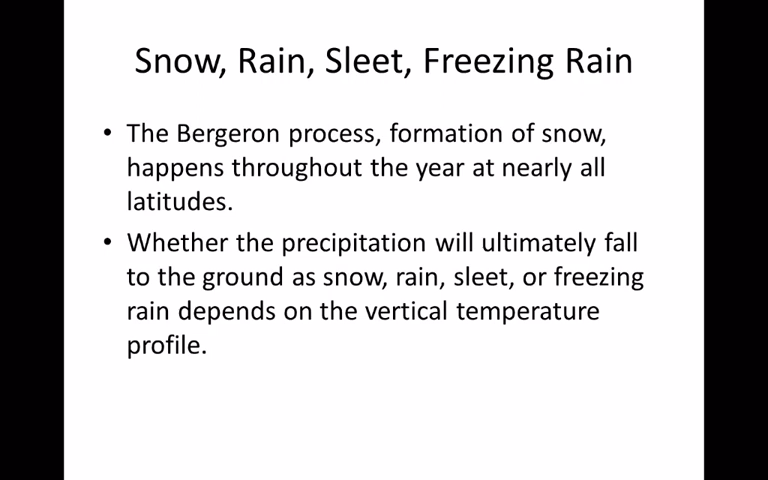 Snow, Rain, Sleet, Freezing Rain
• The Bergeron process, formation of snow,
happens throughout the year at nearly all
latitudes.
• Whether the precipitation will ultimately fall
to the ground as snow, rain, sleet, or freezing
rain depends on the vertical temperature
profile.